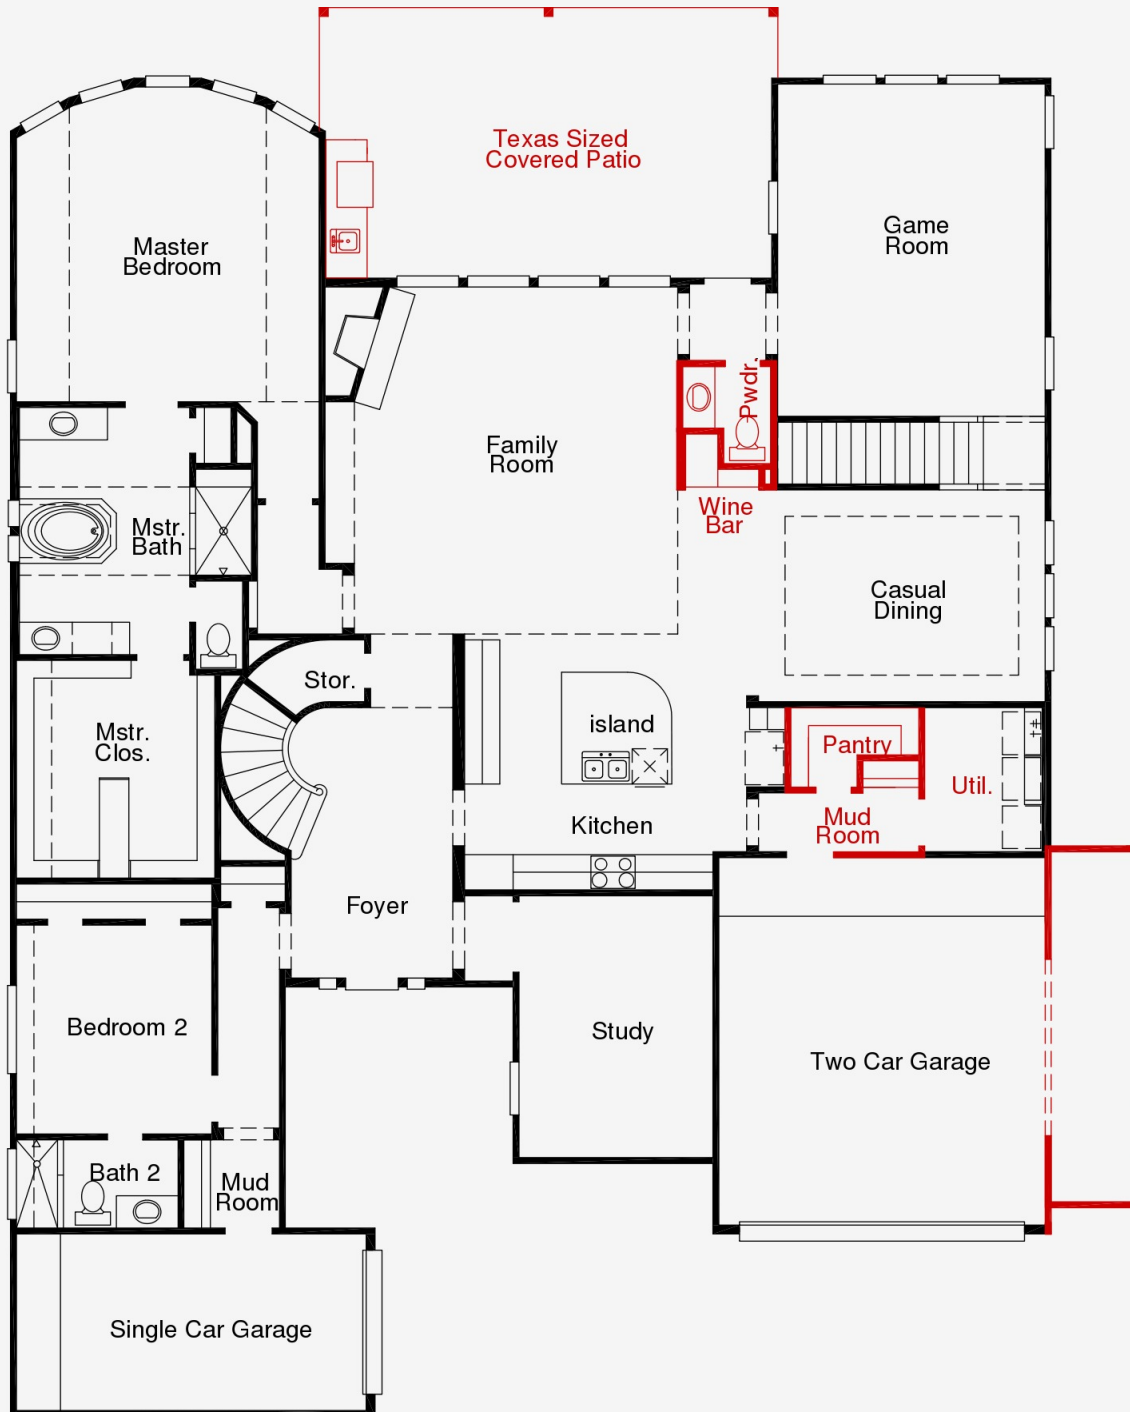 Texas Sized
Covered Patio
Master
Bedroom
Game
Room
Pwdr.
Family
Room
Wine
Bar
Mstr.
Bath
Casual
Dining
Stor.
island
Mstr.
Clos.
Pantry
Util.
Mud
Room
Kitchen
Foyer
Bedroom 2
Study
Two Car Garage
Bath 2
Mud
Room
Single Car Garage